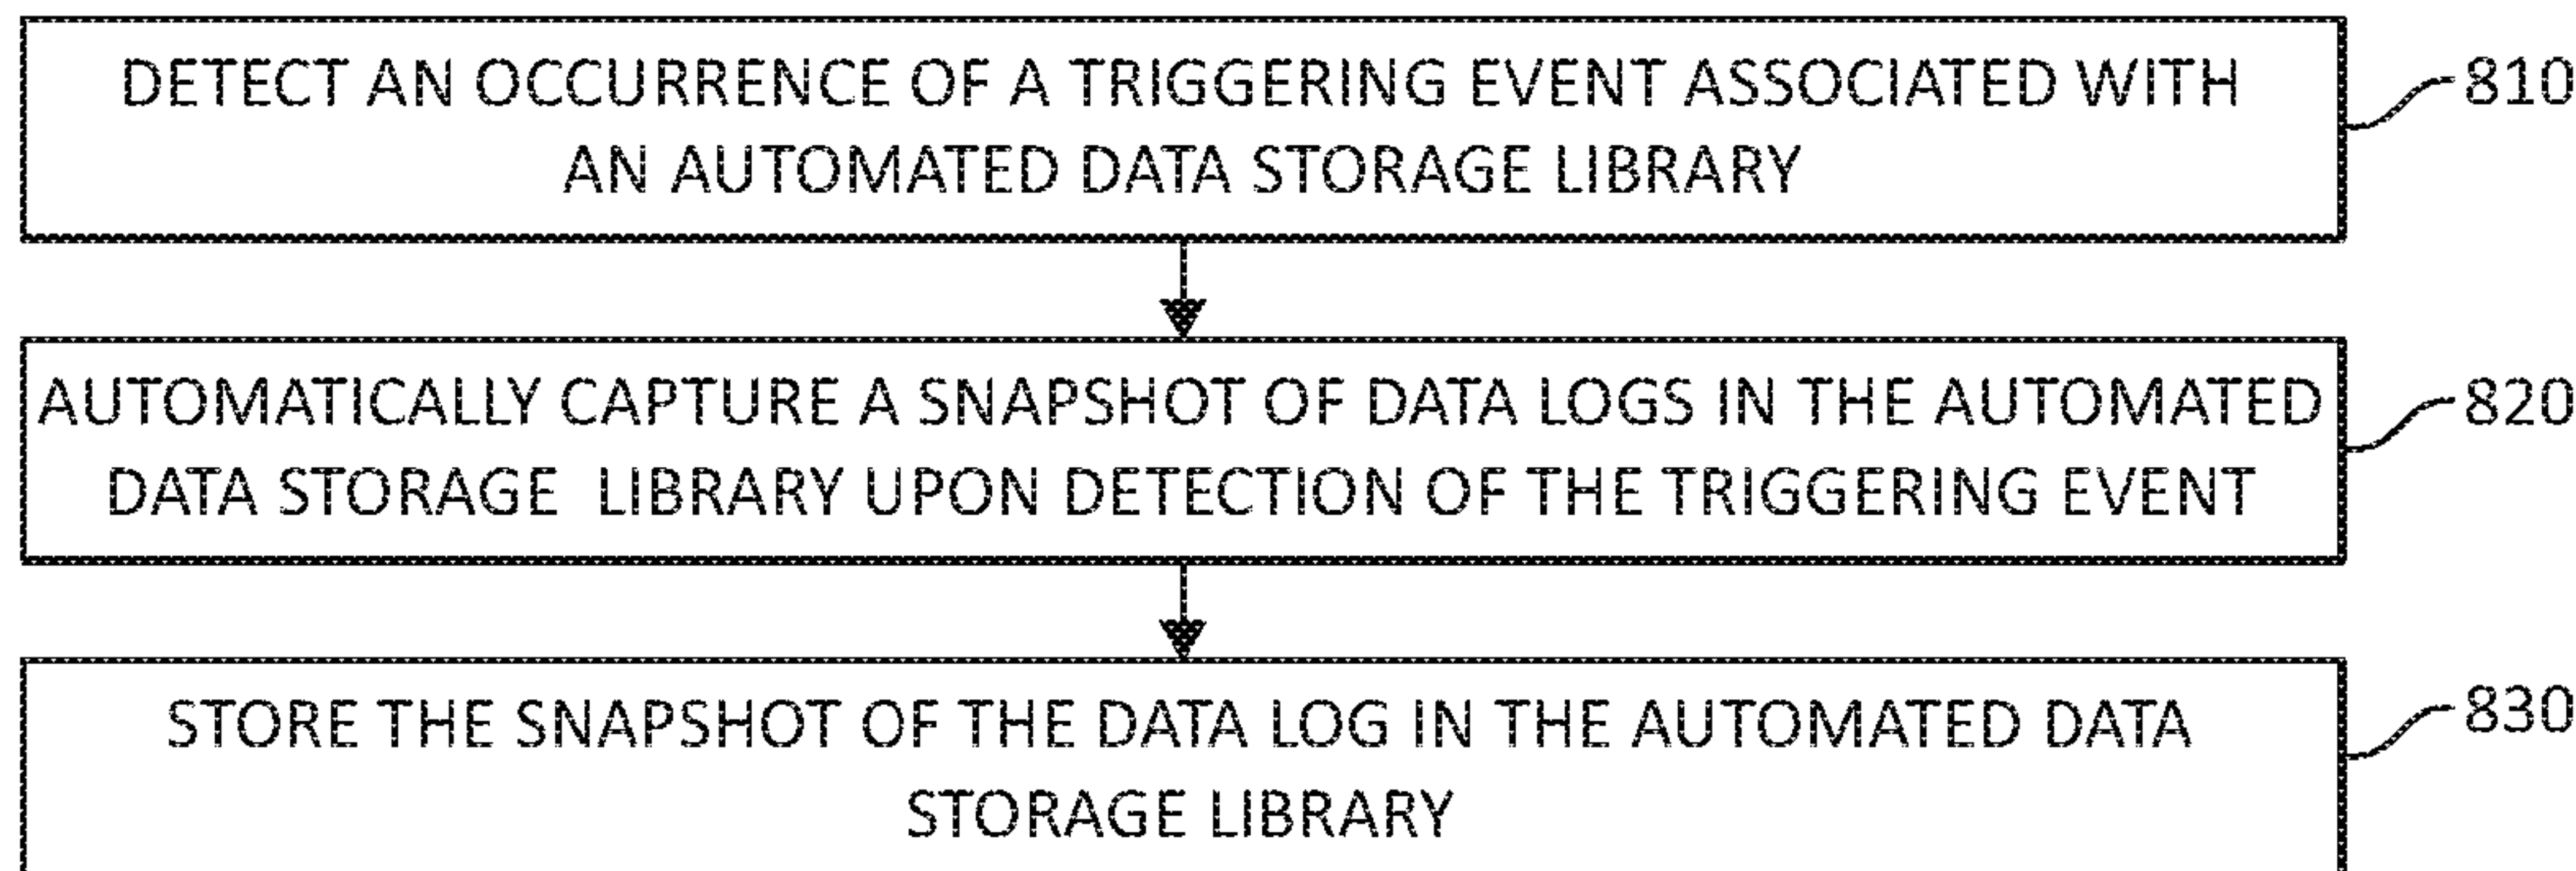 DETECT AN OCCURRENCE OF A TRIGGERING EVENT ASSOCIATED WITH
810
AN AUTOMATED DATA STORAGE LIBRARY
AUTOMATICALLY CAPTURE A SNAPSHOT OF DATA LOGS IN THE AUTOMATED
820
DATA STORAGE LIBRARY UPON DETECTION OF THE TRIGGERING EVENT
STORE THE SNAPSHOT OF THE DATA LOG IN THE AUTOMATED DATA
830
STORAGE LIBRARY